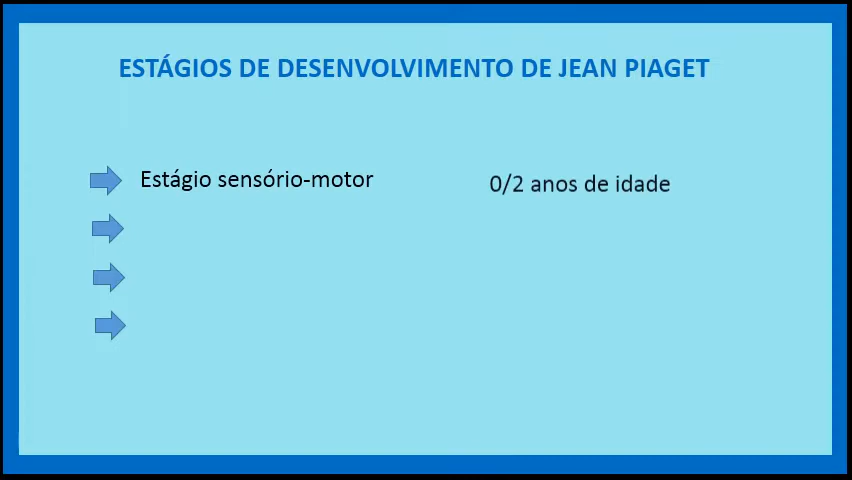 ESTÁGIOS DE DESENVOLVIMENTO DE JEAN PIAGET
Estágio sensório-motor 0/2 anos de idade